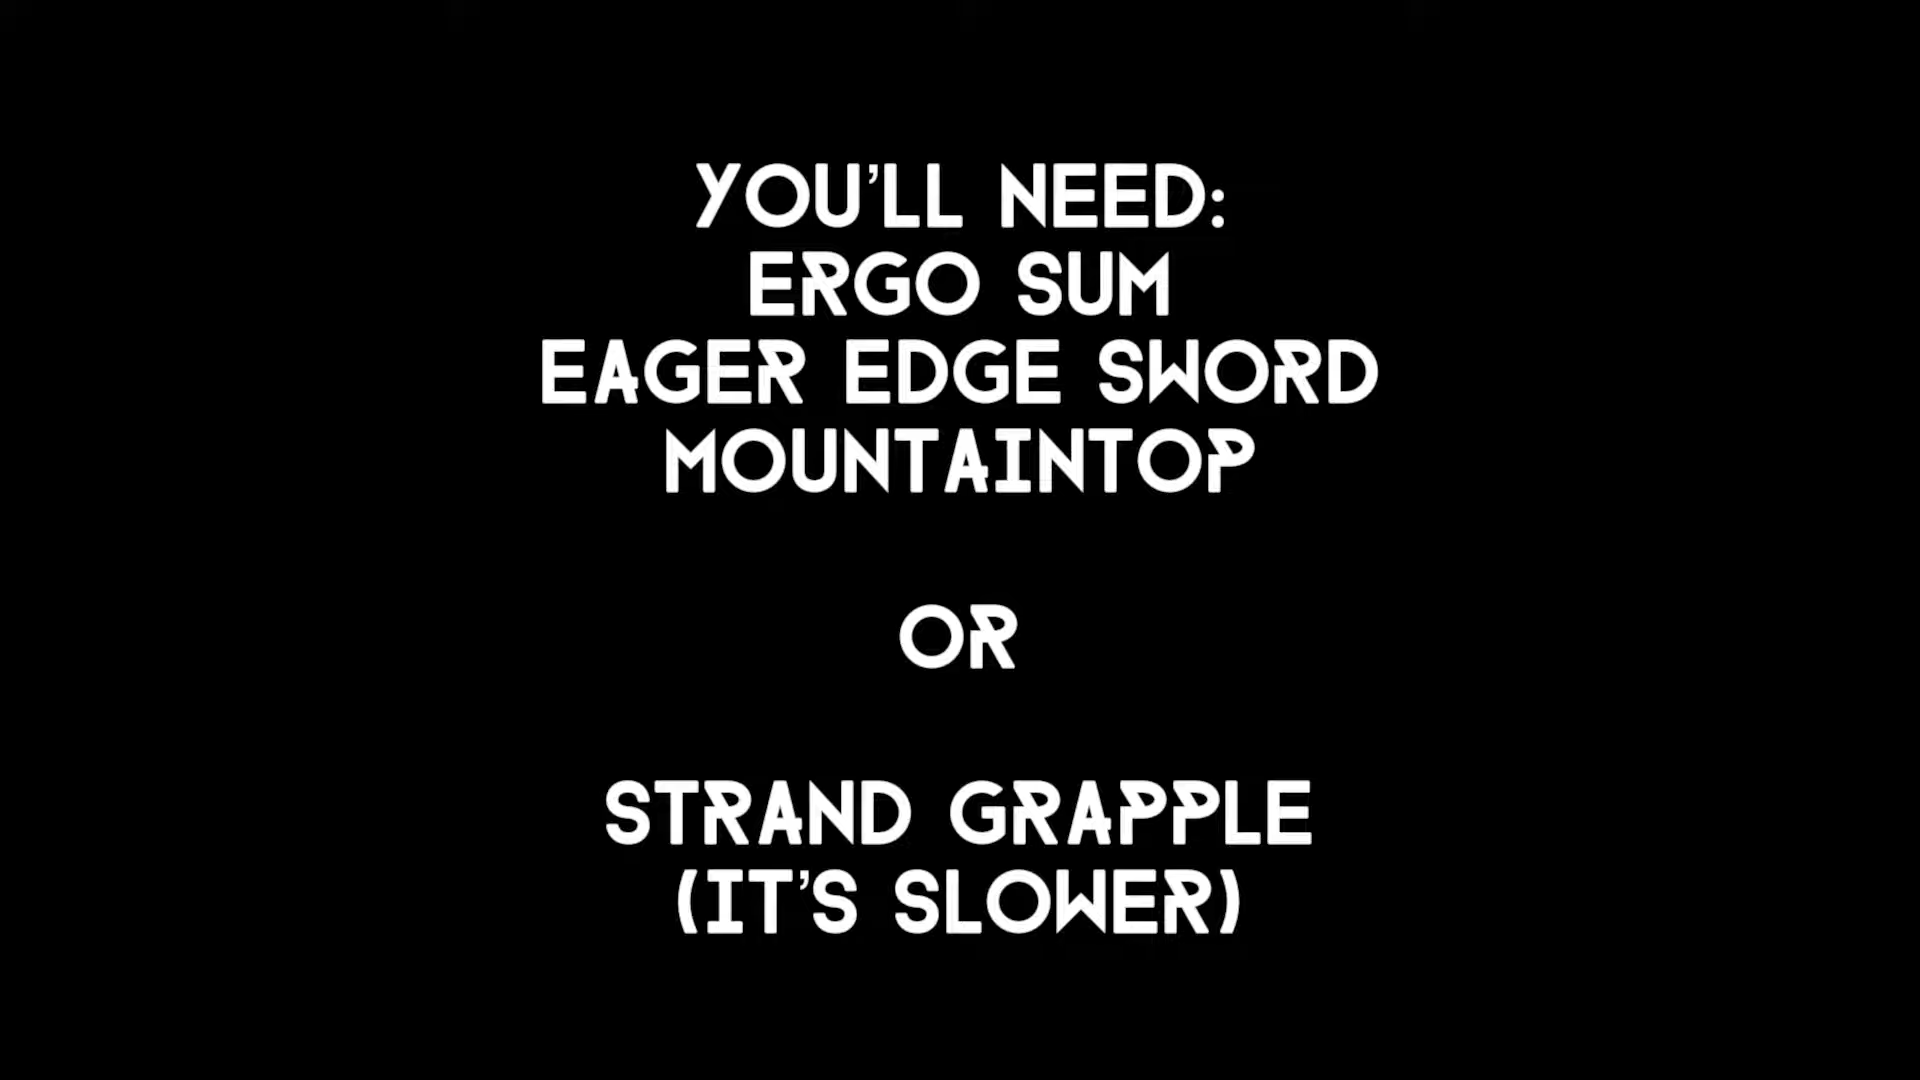 YOU'LL NEED:
ERGO SUM
EAGER EDGE SWORD
MOUNTAINTOP
OR
STRAND GRAPPLE
(IT'S SLOWER)